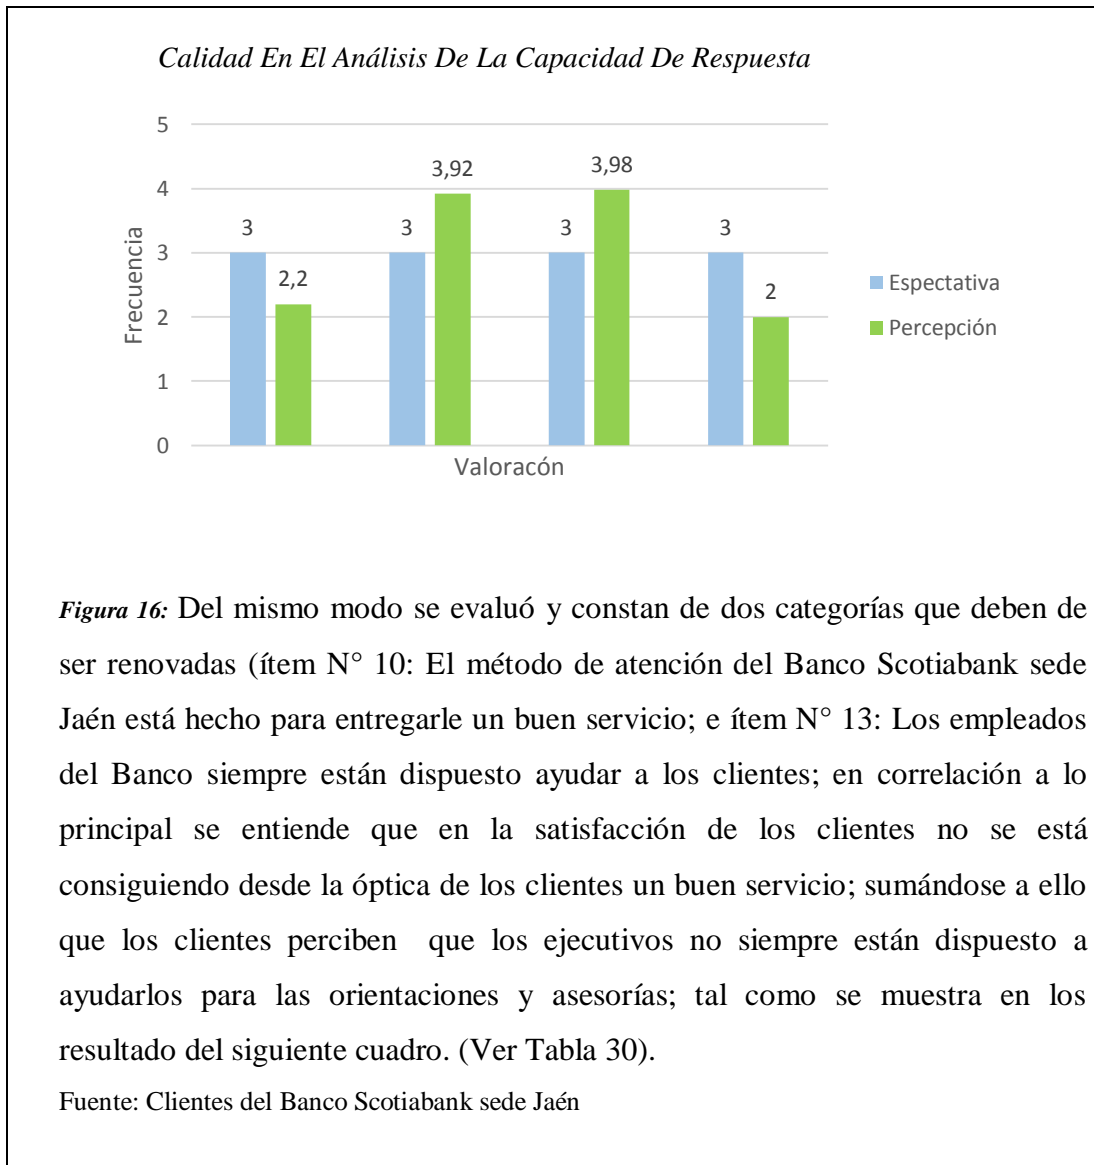 Calidad En El Análisis De La Capacidad De Respuesta
5
4
3
2
1
0
Frecuencia
3
2,2
3
3,92
3
3,98
3
2
Valoracón
Espectativa
Percepción
Figura 16: Del mismo modo se evaluó y constan de dos categorías que deben de
ser renovadas (ítem N° 10: El método de atención del Banco Scotiabank sede
Jaén está hecho para entregarle un buen servicio; e ítem N° 13: Los empleados
del Banco siempre están dispuesto ayudar a los clientes; en correlación a lo
principal se entiende que en la satisfacción de los clientes no se está
consiguiendo desde la óptica de los clientes un buen servicio; sumándose a ello
que los clientes perciben que los ejecutivos no siempre están dispuesto a
ayudarlos para las orientaciones y asesorías; tal como se muestra en los
resultado del siguiente cuadro. (Ver Tabla 30).
Fuente: Clientes del Banco Scotiabank sede Jaén